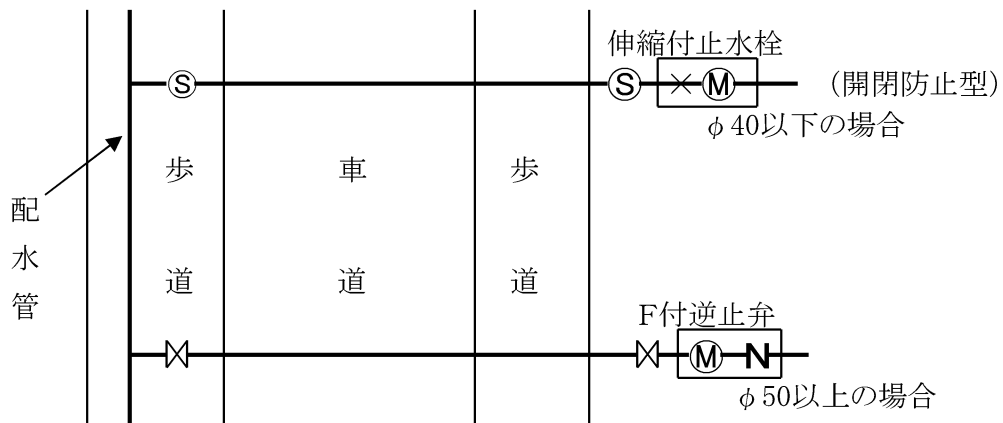 伸縮付止水栓
S
S
M
（開閉防止型）
φ40以下の場合
歩道
車道
歩道
配水管
F付逆止弁
M
N
φ50以上の場合